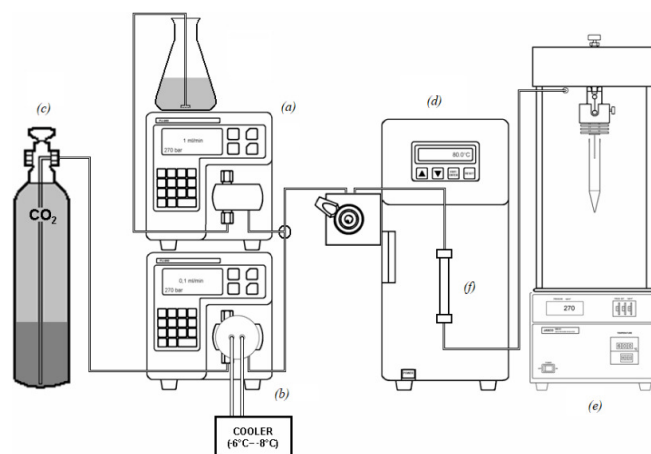 (c)
(a)
1 ml/min
270 bar
(d)
80.0°C
CO2
0,1 ml/min
270 bar
(f)
270
(b)
COOLER
(-6°C– -8°C)
(e)